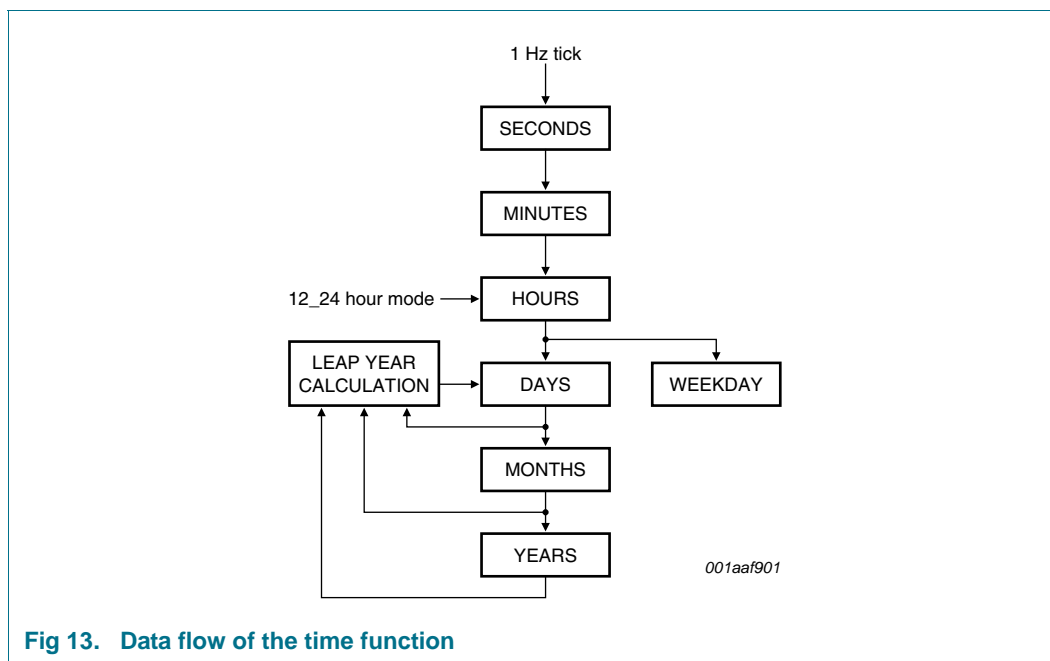 1 Hz tick
SECONDS
MINUTES
12_24 hour mode
HOURS
LEAP YEAR
CALCULATION
DAYS
WEEKDAY
MONTHS
YEARS
001aaf901
Fig 13. Data flow of the time function